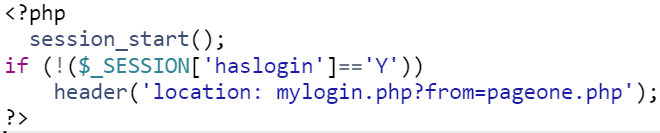 <?php
  session_start();
if (!($_SESSION['haslogin']=='Y'))
    header('location: mylogin.php?from=pageone.php');
?>